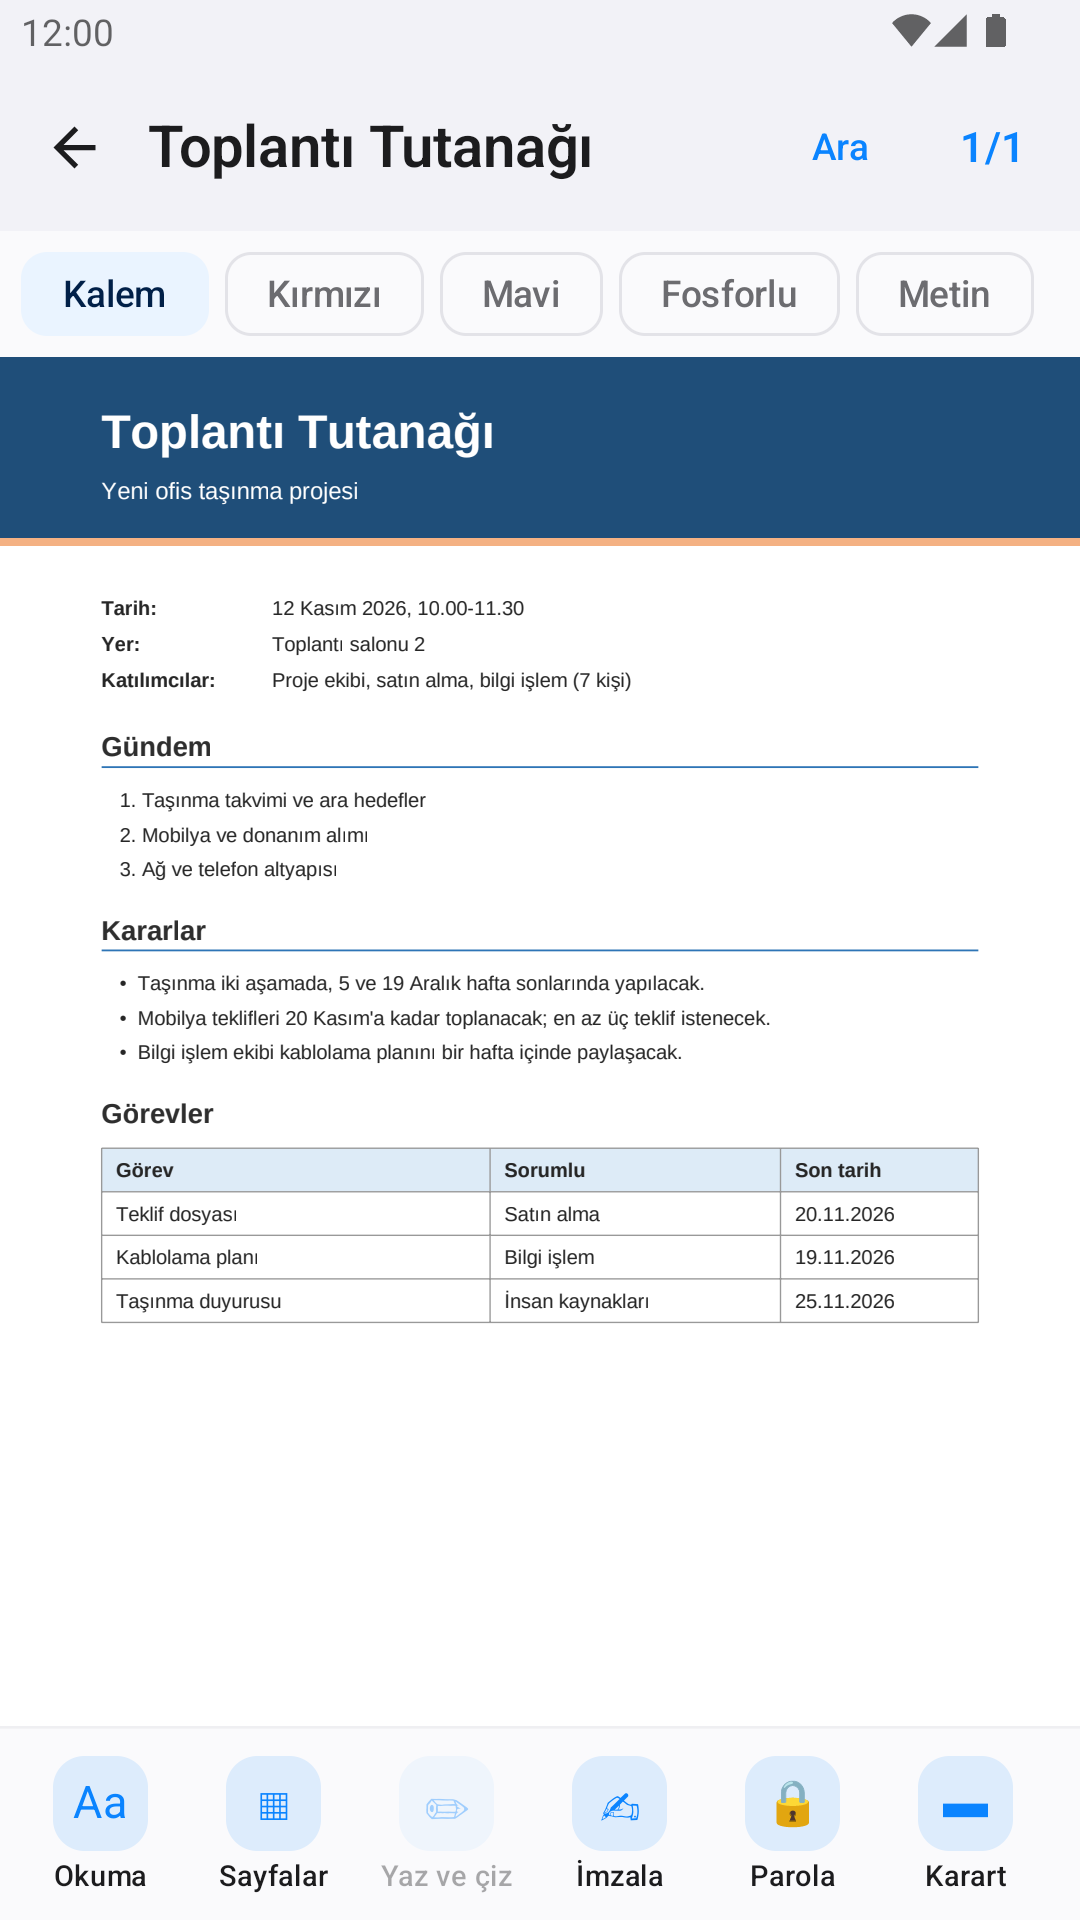 12:00
Toplantı Tutanağı
Ara
1/1
Kalem
Kırmızı
Mavi
Fosforlu
Metin
Toplantı Tutanağı
Yeni ofis taşınma projesi
Tarih: 12 Kasım 2026, 10.00-11.30
Yer: Toplantı salonu 2
Katılımcılar: Proje ekibi, satın alma, bilgi işlem (7 kişi)
Gündem
1. Taşınma takvimi ve ara hedefler
2. Mobilya ve donanım alımı
3. Ağ ve telefon altyapısı
Kararlar
• Taşınma iki aşamada, 5 ve 19 Aralık hafta sonlarında yapılacak.
• Mobilya teklifleri 20 Kasım'a kadar toplanacak; en az üç teklif istenecek.
• Bilgi işlem ekibi kablolama planını bir hafta içinde paylaşacak.
Görevler
Görev Sorumlu Son tarih
Teklif dosyası Satın alma 20.11.2026
Kablolama planı Bilgi işlem 19.11.2026
Taşınma duyurusu İnsan kaynakları 25.11.2026
Aa
Okuma
Sayfalar
Yaz ve çiz
İmzala
Parola
Karart